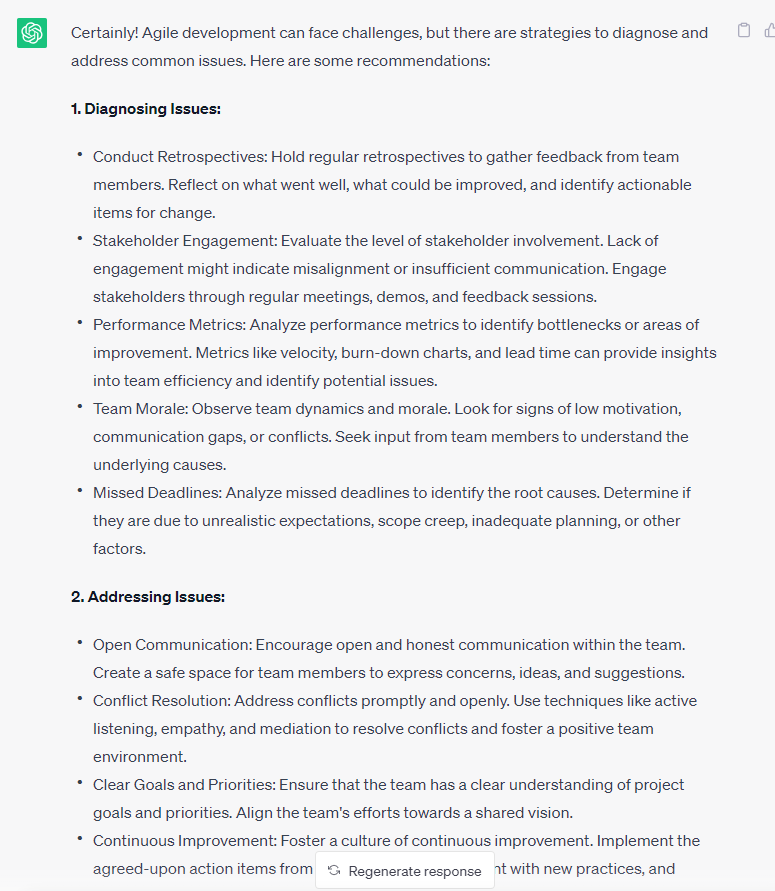 Certainly! Agile development can face challenges, but there are strategies to diagnose and
address common issues. Here are some recommendations:
1. Diagnosing Issues:
• Conduct Retrospectives: Hold regular retrospectives to gather feedback from team
members. Reflect on what went well, what could be improved, and identify actionable
items for change.
• Stakeholder Engagement: Evaluate the level of stakeholder involvement. Lack of
engagement might indicate misalignment or insufficient communication. Engage
stakeholders through regular meetings, demos, and feedback sessions.
• Performance Metrics: Analyze performance metrics to identify bottlenecks or areas of
improvement. Metrics like velocity, burn-down charts, and lead time can provide insights
into team efficiency and identify potential issues.
• Team Morale: Observe team dynamics and morale. Look for signs of low motivation,
communication gaps, or conflicts. Seek input from team members to understand the
underlying causes.
• Missed Deadlines: Analyze missed deadlines to identify the root causes. Determine if
they are due to unrealistic expectations, scope creep, inadequate planning, or other
factors.
2. Addressing Issues:
• Open Communication: Encourage open and honest communication within the team.
Create a safe space for team members to express concerns, ideas, and suggestions.
• Conflict Resolution: Address conflicts promptly and openly. Use techniques like active
listening, empathy, and mediation to resolve conflicts and foster a positive team
environment.
• Clear Goals and Priorities: Ensure that the team has a clear understanding of project
goals and priorities. Align the team's efforts towards a shared vision.
• Continuous Improvement: Foster a culture of continuous improvement. Implement the
agreed-upon action items from Regenerate response with new practices, and